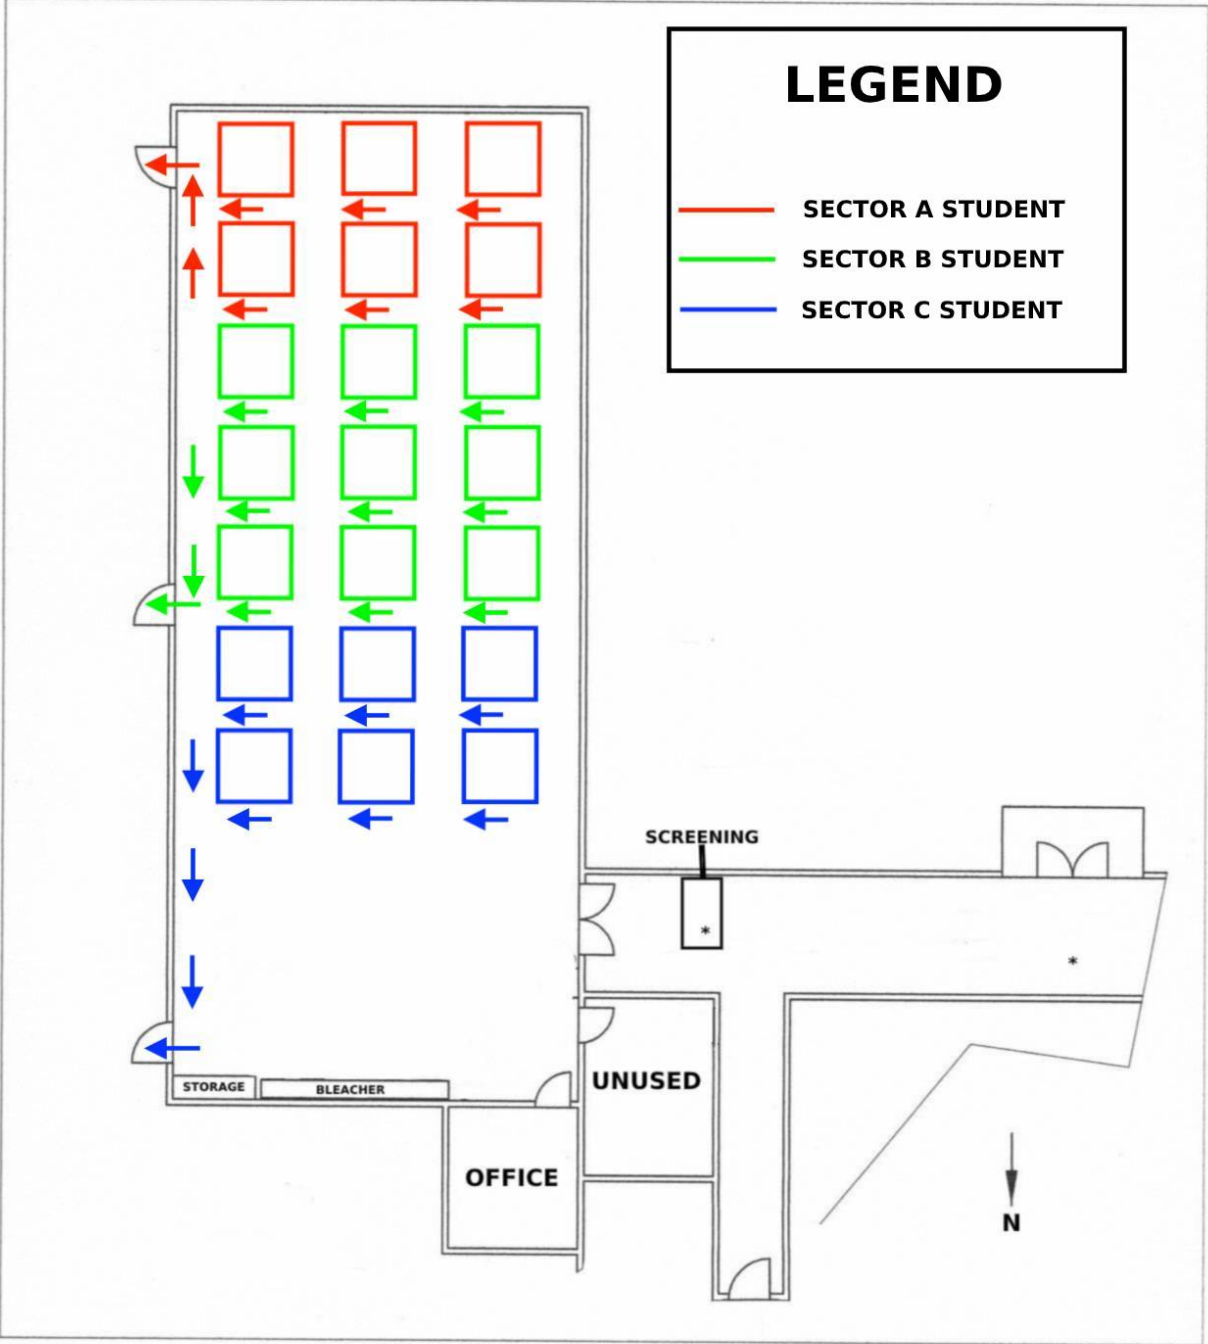 LEGEND
SECTOR A STUDENT
SECTOR B STUDENT
SECTOR C STUDENT
SCREENING
*
*
STORAGE
BLEACHER
UNUSED
OFFICE
N